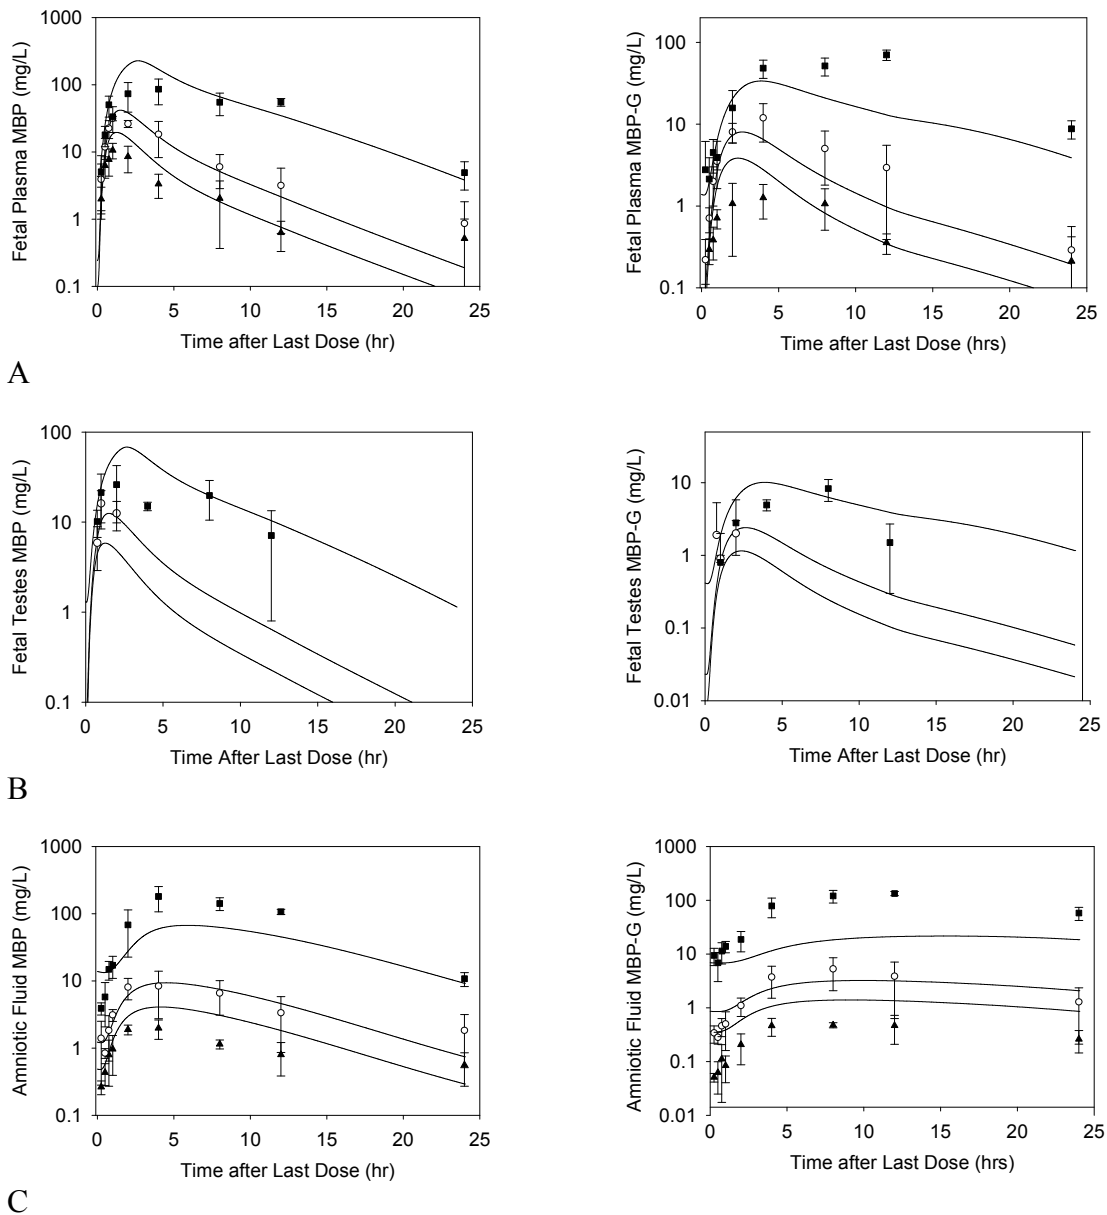 Fetal Plasma MBP (mg/L)
1000
100
10
1
0.1
0 5 10 15 20 25
Time after Last Dose (hr)
Fetal Plasma MBP-G (mg/L)
100
10
1
0.1
0 5 10 15 20 25
Time after Last Dose (hrs)
A
Fetal Testes MBP (mg/L)
100
10
1
0.1
0 5 10 15 20 25
Time After Last Dose (hr)
Fetal Testes MBP-G (mg/L)
10
1
0.1
0.01
0 5 10 15 20 25
Time After Last Dose (hr)
B
Amniotic Fluid MBP (mg/L)
1000
100
10
1
0.1
0 5 10 15 20 25
Time after Last Dose (hr)
Amniotic Fluid MBP-G (mg/L)
1000
100
10
1
0.1
0.01
0 5 10 15 20 25
Time after Last Dose (hrs)
C